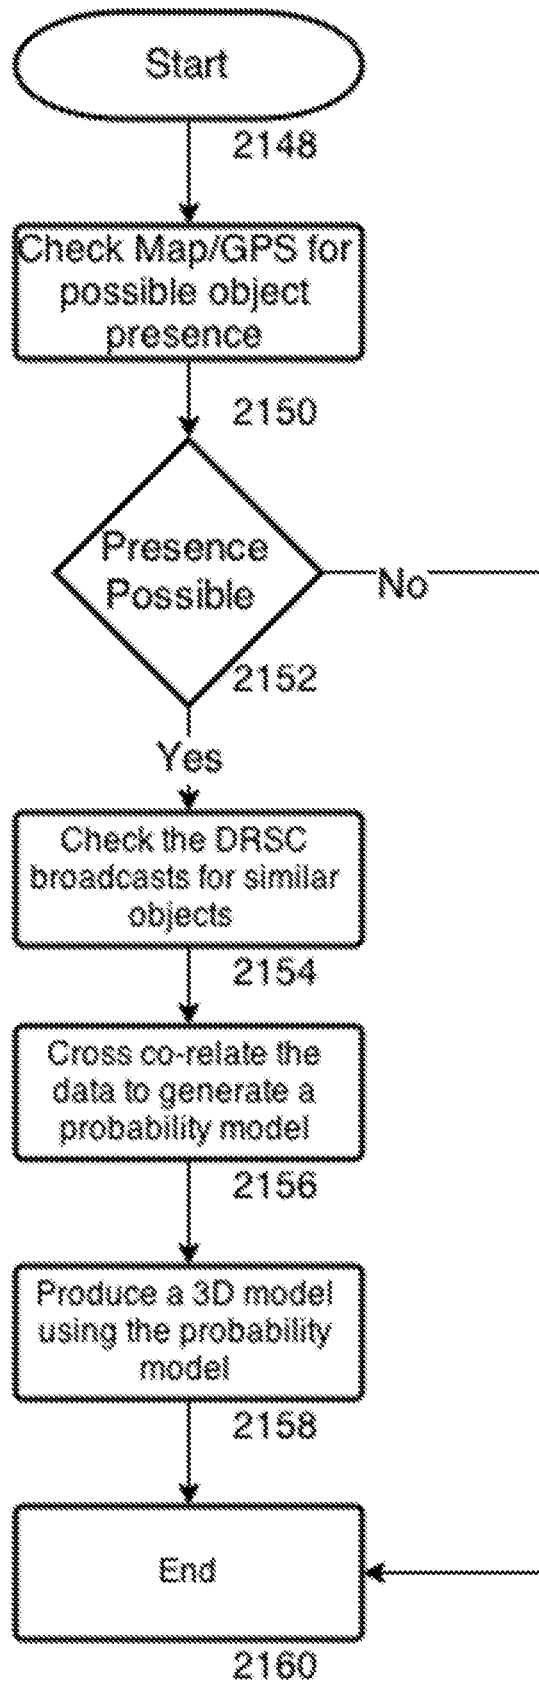 Start
2148
Check Map/GPS for
possible object
presence
2150
Presence
Possible
No
2152
Yes
Check the DRSC
broadcasts for similar
objects
2154
Cross co-relate the
data to generate a
probability model
2156
Produce a 3D model
using the probability
model
2158
End
2160